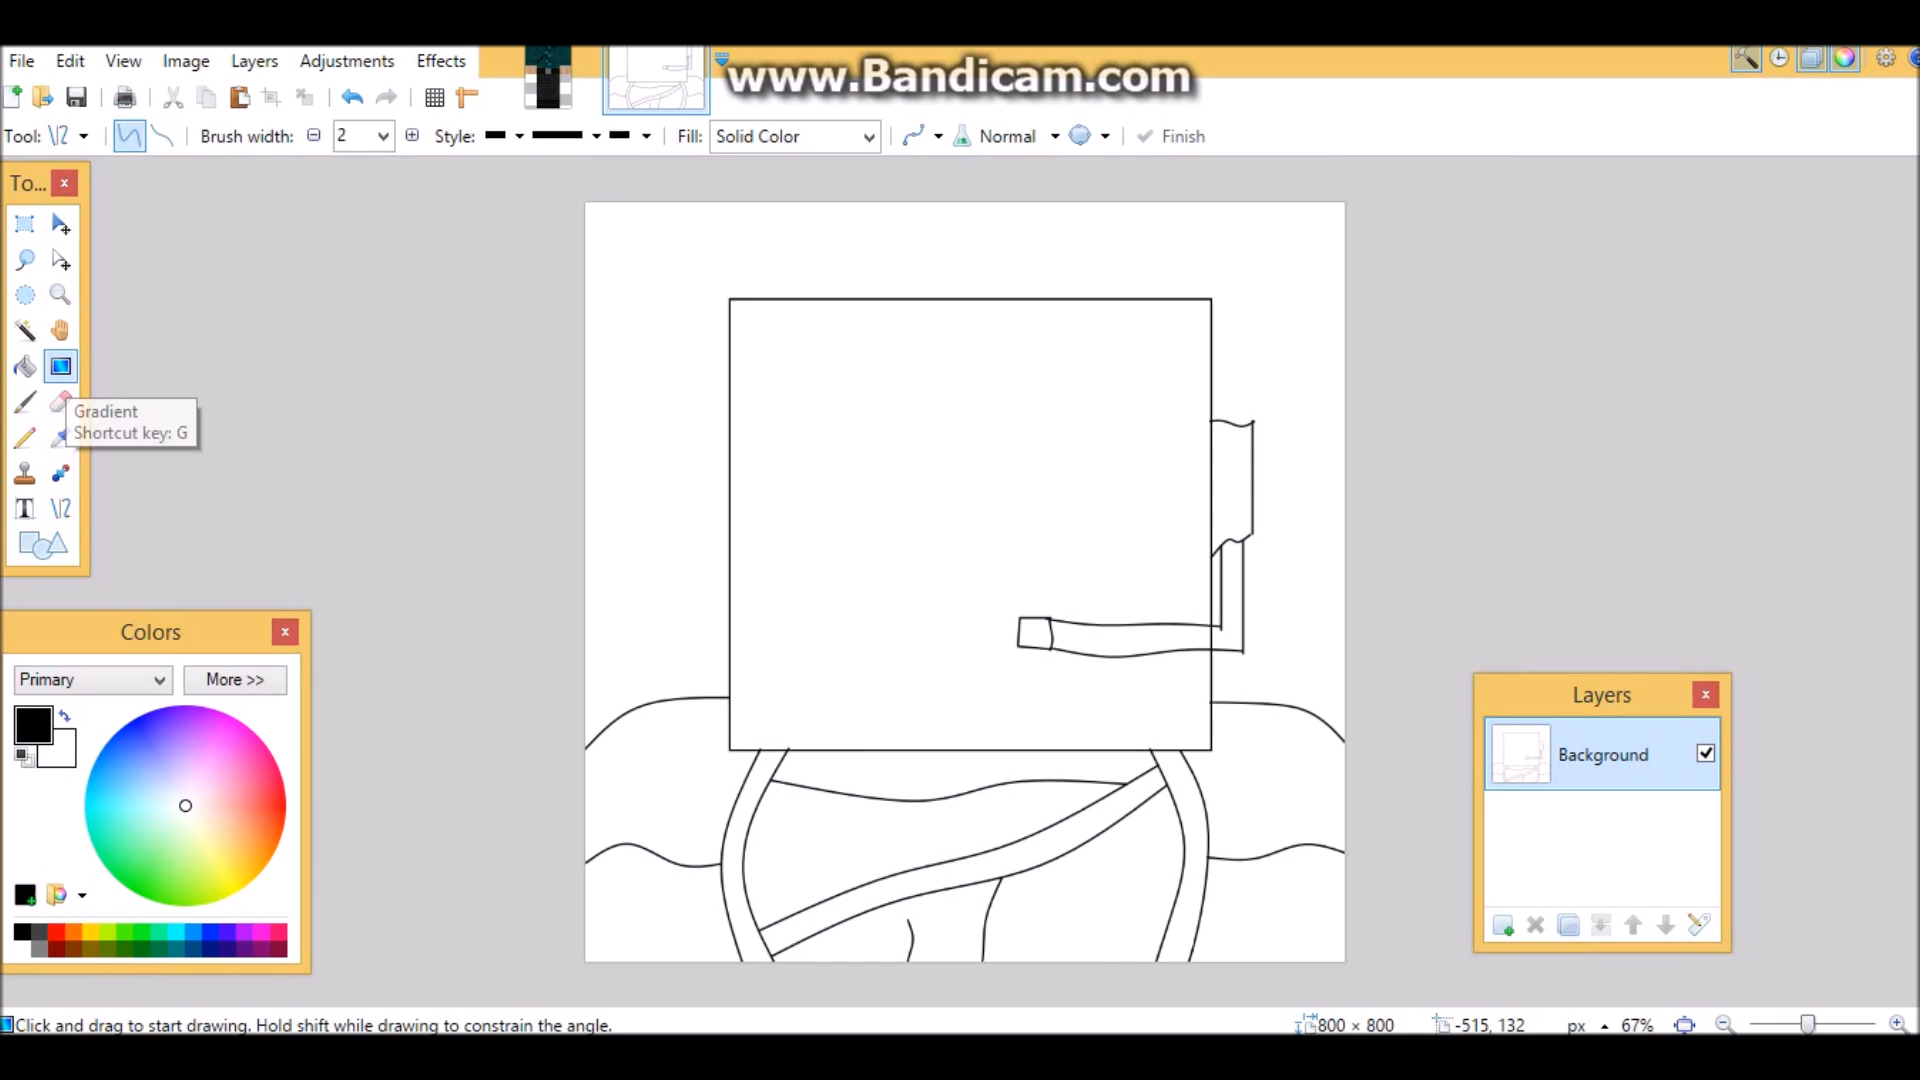 www.Bandicam.com
File Edit View Image Layers Adjustments Effects
Tool: Brush width: 2 Style: Fill: Solid Color Normal Finish
To...
Gradient
Shortcut key: G
T
Colors
Primary More >>
Layers
Background
Click and drag to start drawing. Hold shift while drawing to constrain the angle. 800 × 800 -515, 132 px 67%